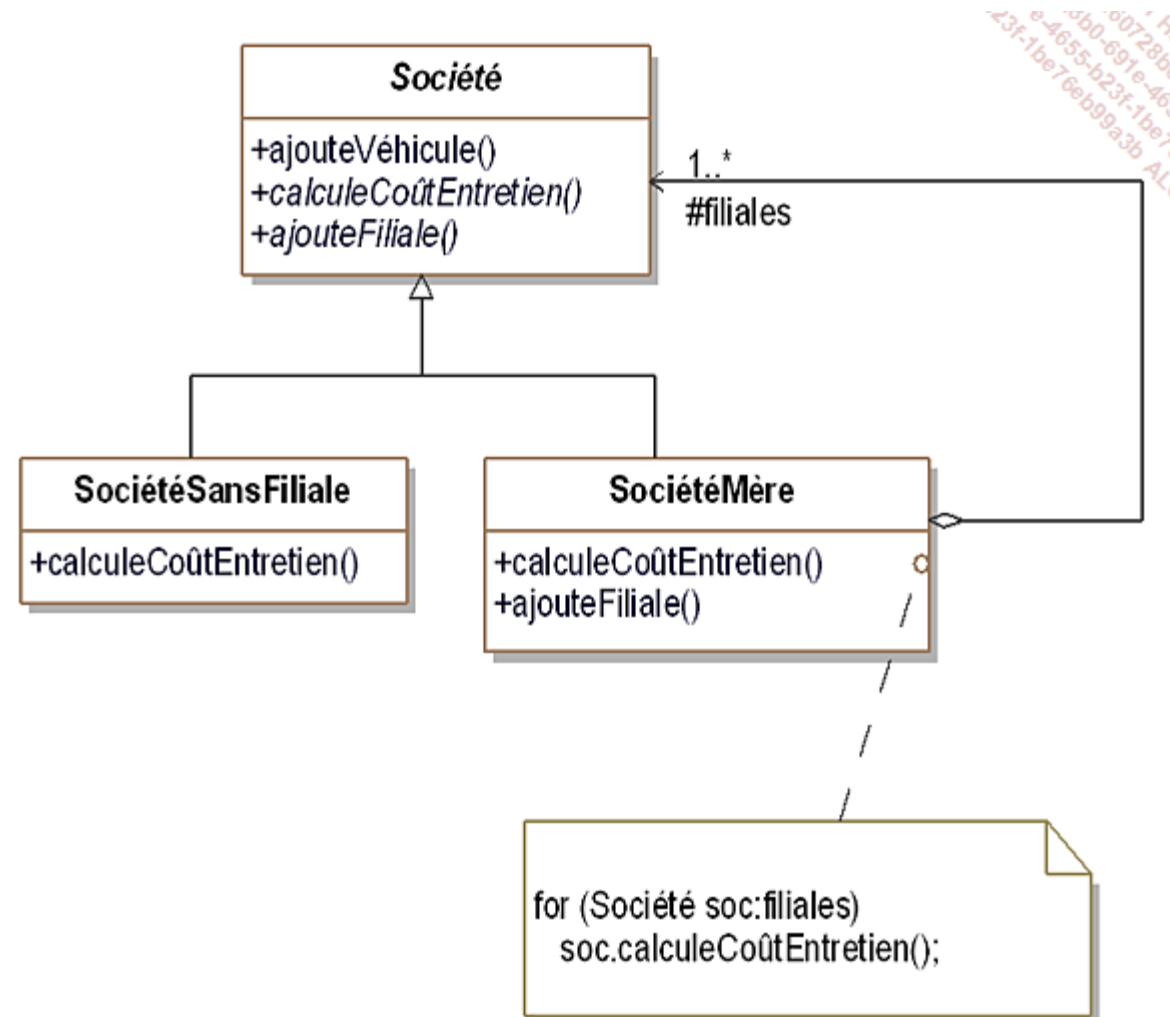 Société
+ajouteVéhicule()
+calculeCoûtEntretien()
+ajouteFiliale()
1..*
#filiales
SociétéSansFiliale
+calculeCoûtEntretien()
SociétéMère
+calculeCoûtEntretien()
+ajouteFiliale()
for (Société soc:filiales)
soc.calculeCoûtEntretien();